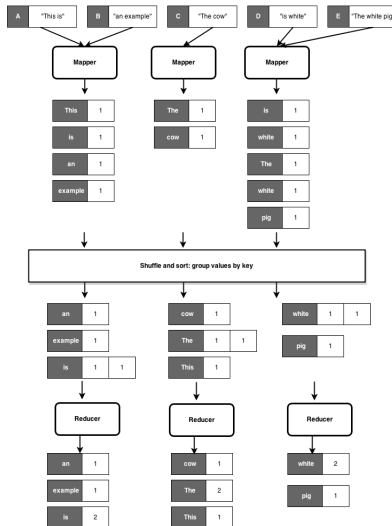 A "This is" B "an example" C "The cow" D "is white" E "The white pig
Mapper Mapper Mapper
This 1 The 1 is 1
is 1 cow 1 white 1
an 1 The 1
example 1 white 1
pig 1
Shuffle and sort: group values by key
an 1 cow 1 white 1 1
example 1 The 1 1 pig 1
is 1 1 This 1
Reducer Reducer Reducer
an 1 cow 1 white 2
example 1 The 2 pig 1
is 2 This 1